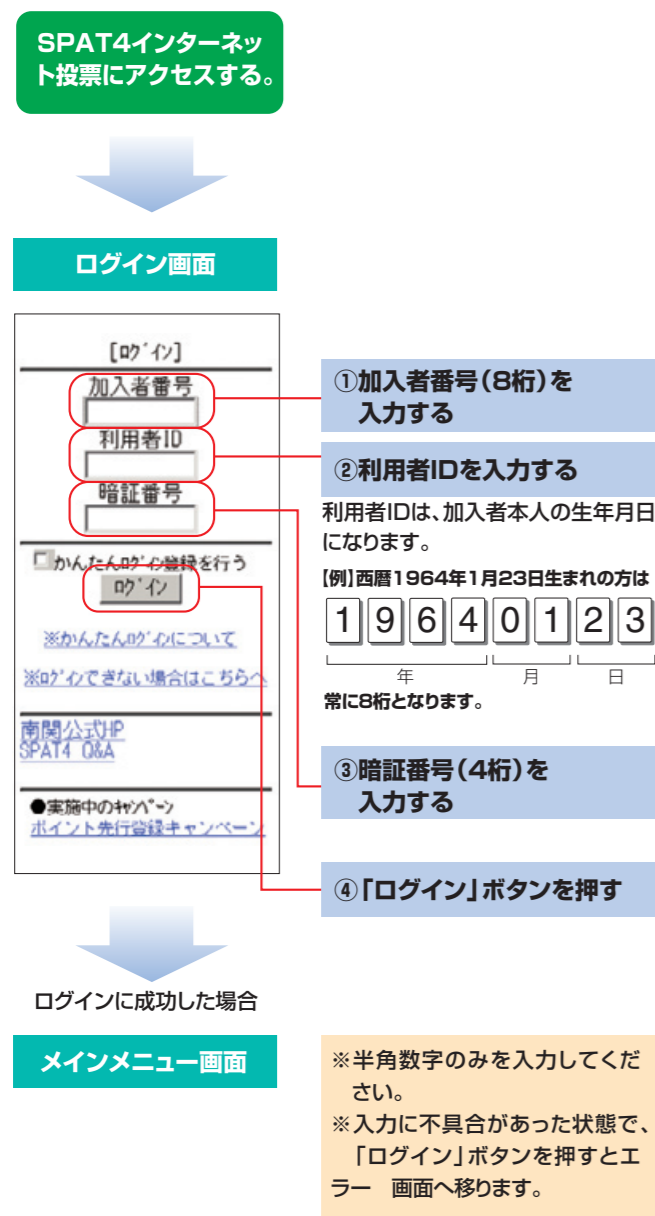 SPAT4インターネッ
ト投票にアクセスする。
ログイン画面
[ﾛｸﾞｲﾝ]
加入者番号
利用者ID
暗証番号
かんたんﾛｸﾞｲﾝ登録を行う
ﾛｸﾞｲﾝ
※かんたんﾛｸﾞｲﾝについて
※ﾛｸﾞｲﾝできない場合はこちらへ
南関公式HP
SPAT4 Q&A
●実施中のｷｬﾝﾍﾟｰﾝ
ポイント先行登録キャンペーン
①加入者番号(8桁)を
入力する
②利用者IDを入力する
利用者IDは、加入者本人の生年月日
になります。
【例】西暦1964年1月23日生まれの方は
1 9 6 4 0 1 2 3
年 月 日
常に8桁となります。
③暗証番号(4桁)を
入力する
④「ログイン」ボタンを押す
ログインに成功した場合
メインメニュー画面
※半角数字のみを入力してくだ
さい。
※入力に不具合があった状態で、
「ログイン」ボタンを押すとエ
ラー　画面へ移ります。